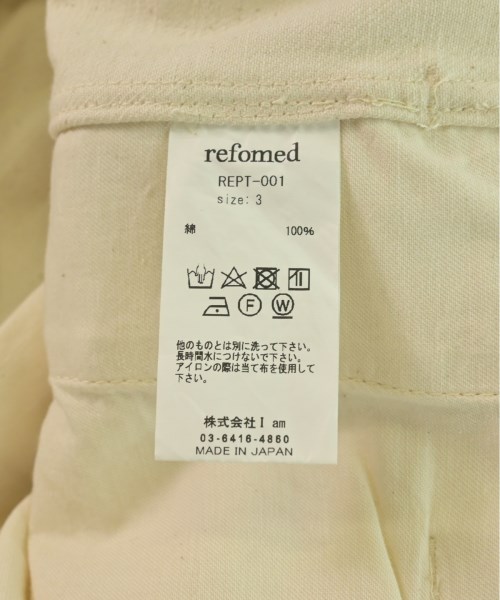 refomed
REPT-001
size: 3
綿 100%
F W
他のものとは別に洗って下さい。
長時間水につけないで下さい。
アイロンの際は当て布を使用して
下さい。
株式会社I am
03-6416-4860
MADE IN JAPAN